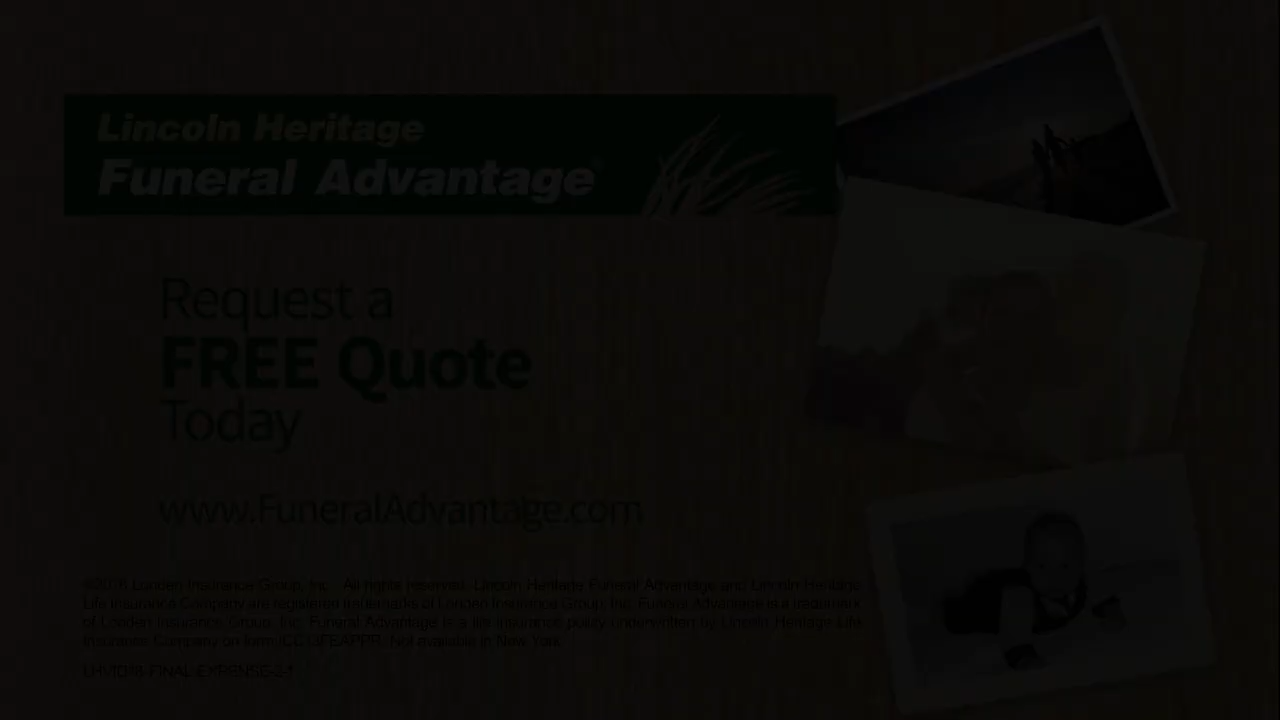 Lincoln Heritage
Funeral Advantage
Request a
FREE Quote
Today
www.FuneralAdvantage.com
Londen Insurance Group, Inc. All rights reserved. Lincoln Heritage Funeral Advantage and Lincoln Heritage
Life Insurance Company are registered trademarks of Londen Insurance Group, Inc. Funeral Advantage is a trademark
of Londen Insurance Group, Inc. Funeral Advantage is a life insurance policy underwritten by Lincoln Heritage Life
Insurance Company on form Not available in New York.